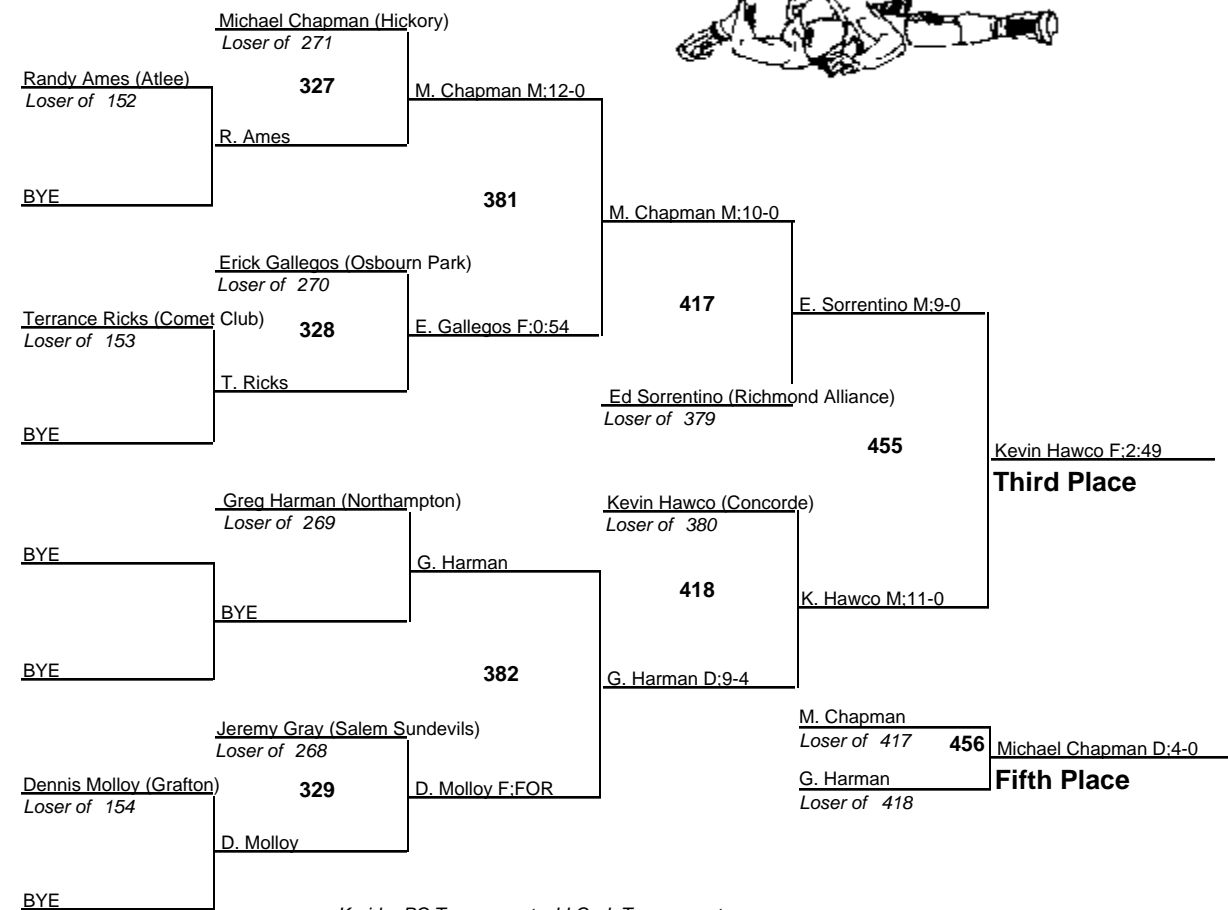 Michael Chapman (Hickory)
Loser of 271
Randy Ames (Atlee)
Loser of 152
327
M. Chapman M;12-0
R. Ames
BYE
381
M. Chapman M;10-0
Erick Gallegos (Osbourn Park)
Loser of 270
417
E. Sorrentino M;9-0
Terrance Ricks (Comet Club)
Loser of 153
328
E. Gallegos F;0:54
T. Ricks
Ed Sorrentino (Richmond Alliance)
Loser of 379
BYE
455
Kevin Hawco F;2:49
Third Place
Greg Harman (Northampton)
Loser of 269
Kevin Hawco (Concorde)
Loser of 380
BYE
G. Harman
418
K. Hawco M;11-0
BYE
BYE
382
G. Harman D;9-4
Jeremy Gray (Salem Sundevils)
Loser of 268
M. Chapman
Loser of 417
456
Michael Chapman D;4-0
Fifth Place
Dennis Molloy (Grafton)
Loser of 154
329
D. Molloy F;FOR
G. Harman
Loser of 418
D. Molloy
BYE